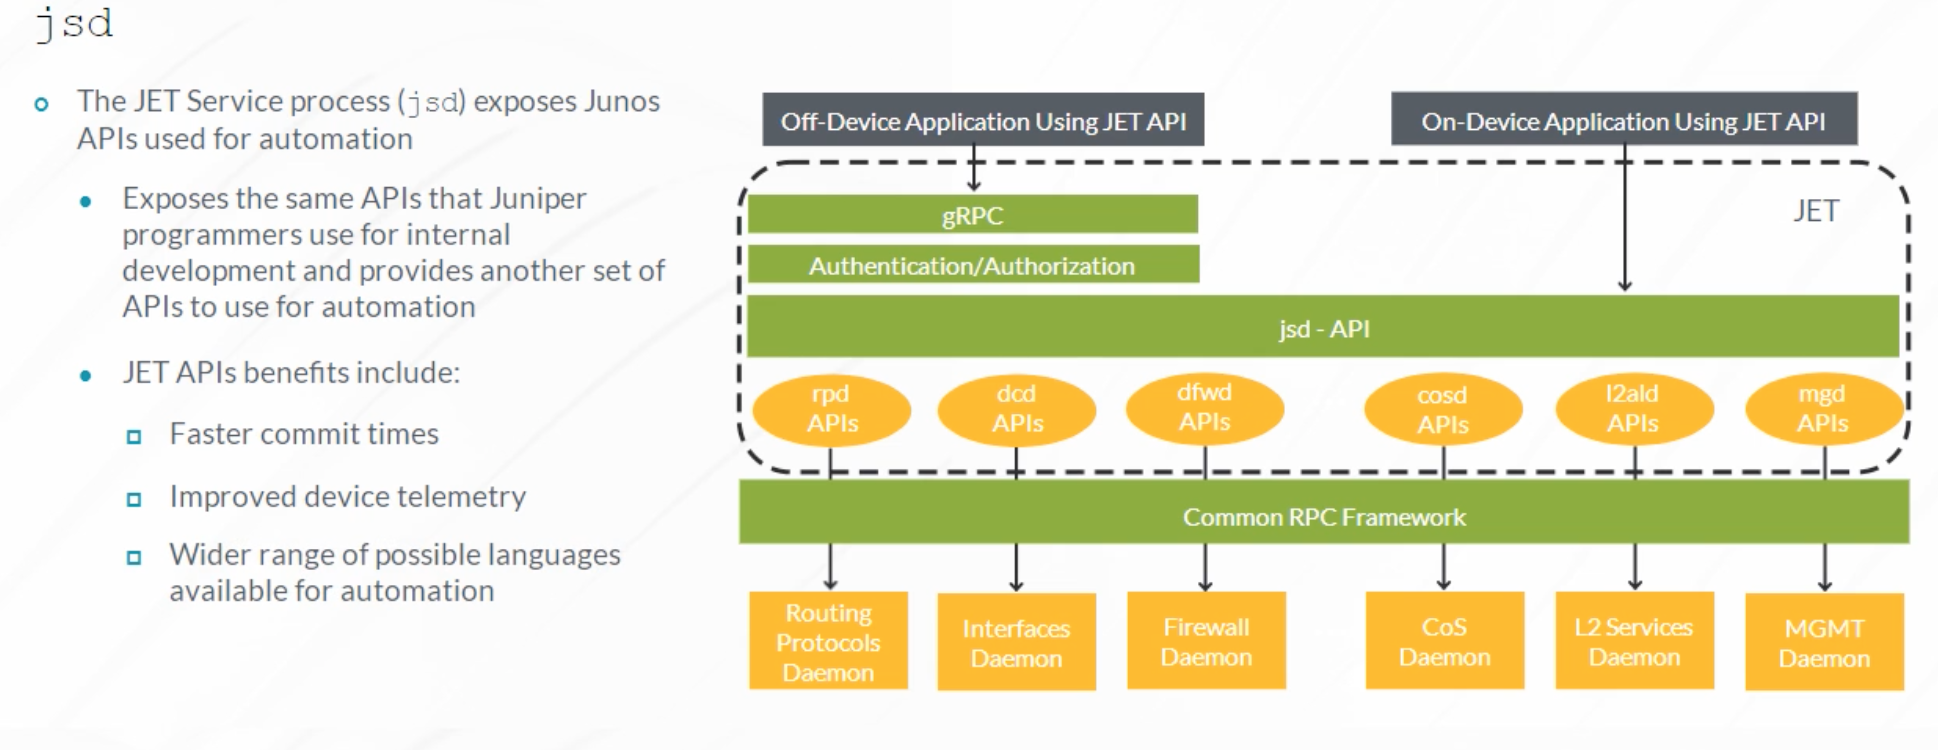 jsd
The JET Service process (jsd) exposes Junos
APIs used for automation
Exposes the same APIs that Juniper
programmers use for internal
development and provides another set of
APIs to use for automation
JET APIs benefits include:
Faster commit times
Improved device telemetry
Wider range of possible languages
available for automation
Off-Device Application Using JET API
On-Device Application Using JET API
JET
gRPC
Authentication/Authorization
jsd - API
rpd
APIs
dcd
APIs
dfwd
APIs
cosd
APIs
l2ald
APIs
mgd
APIs
Common RPC Framework
Routing
Protocols
Daemon
Interfaces
Daemon
Firewall
Daemon
CoS
Daemon
L2 Services
Daemon
MGMT
Daemon